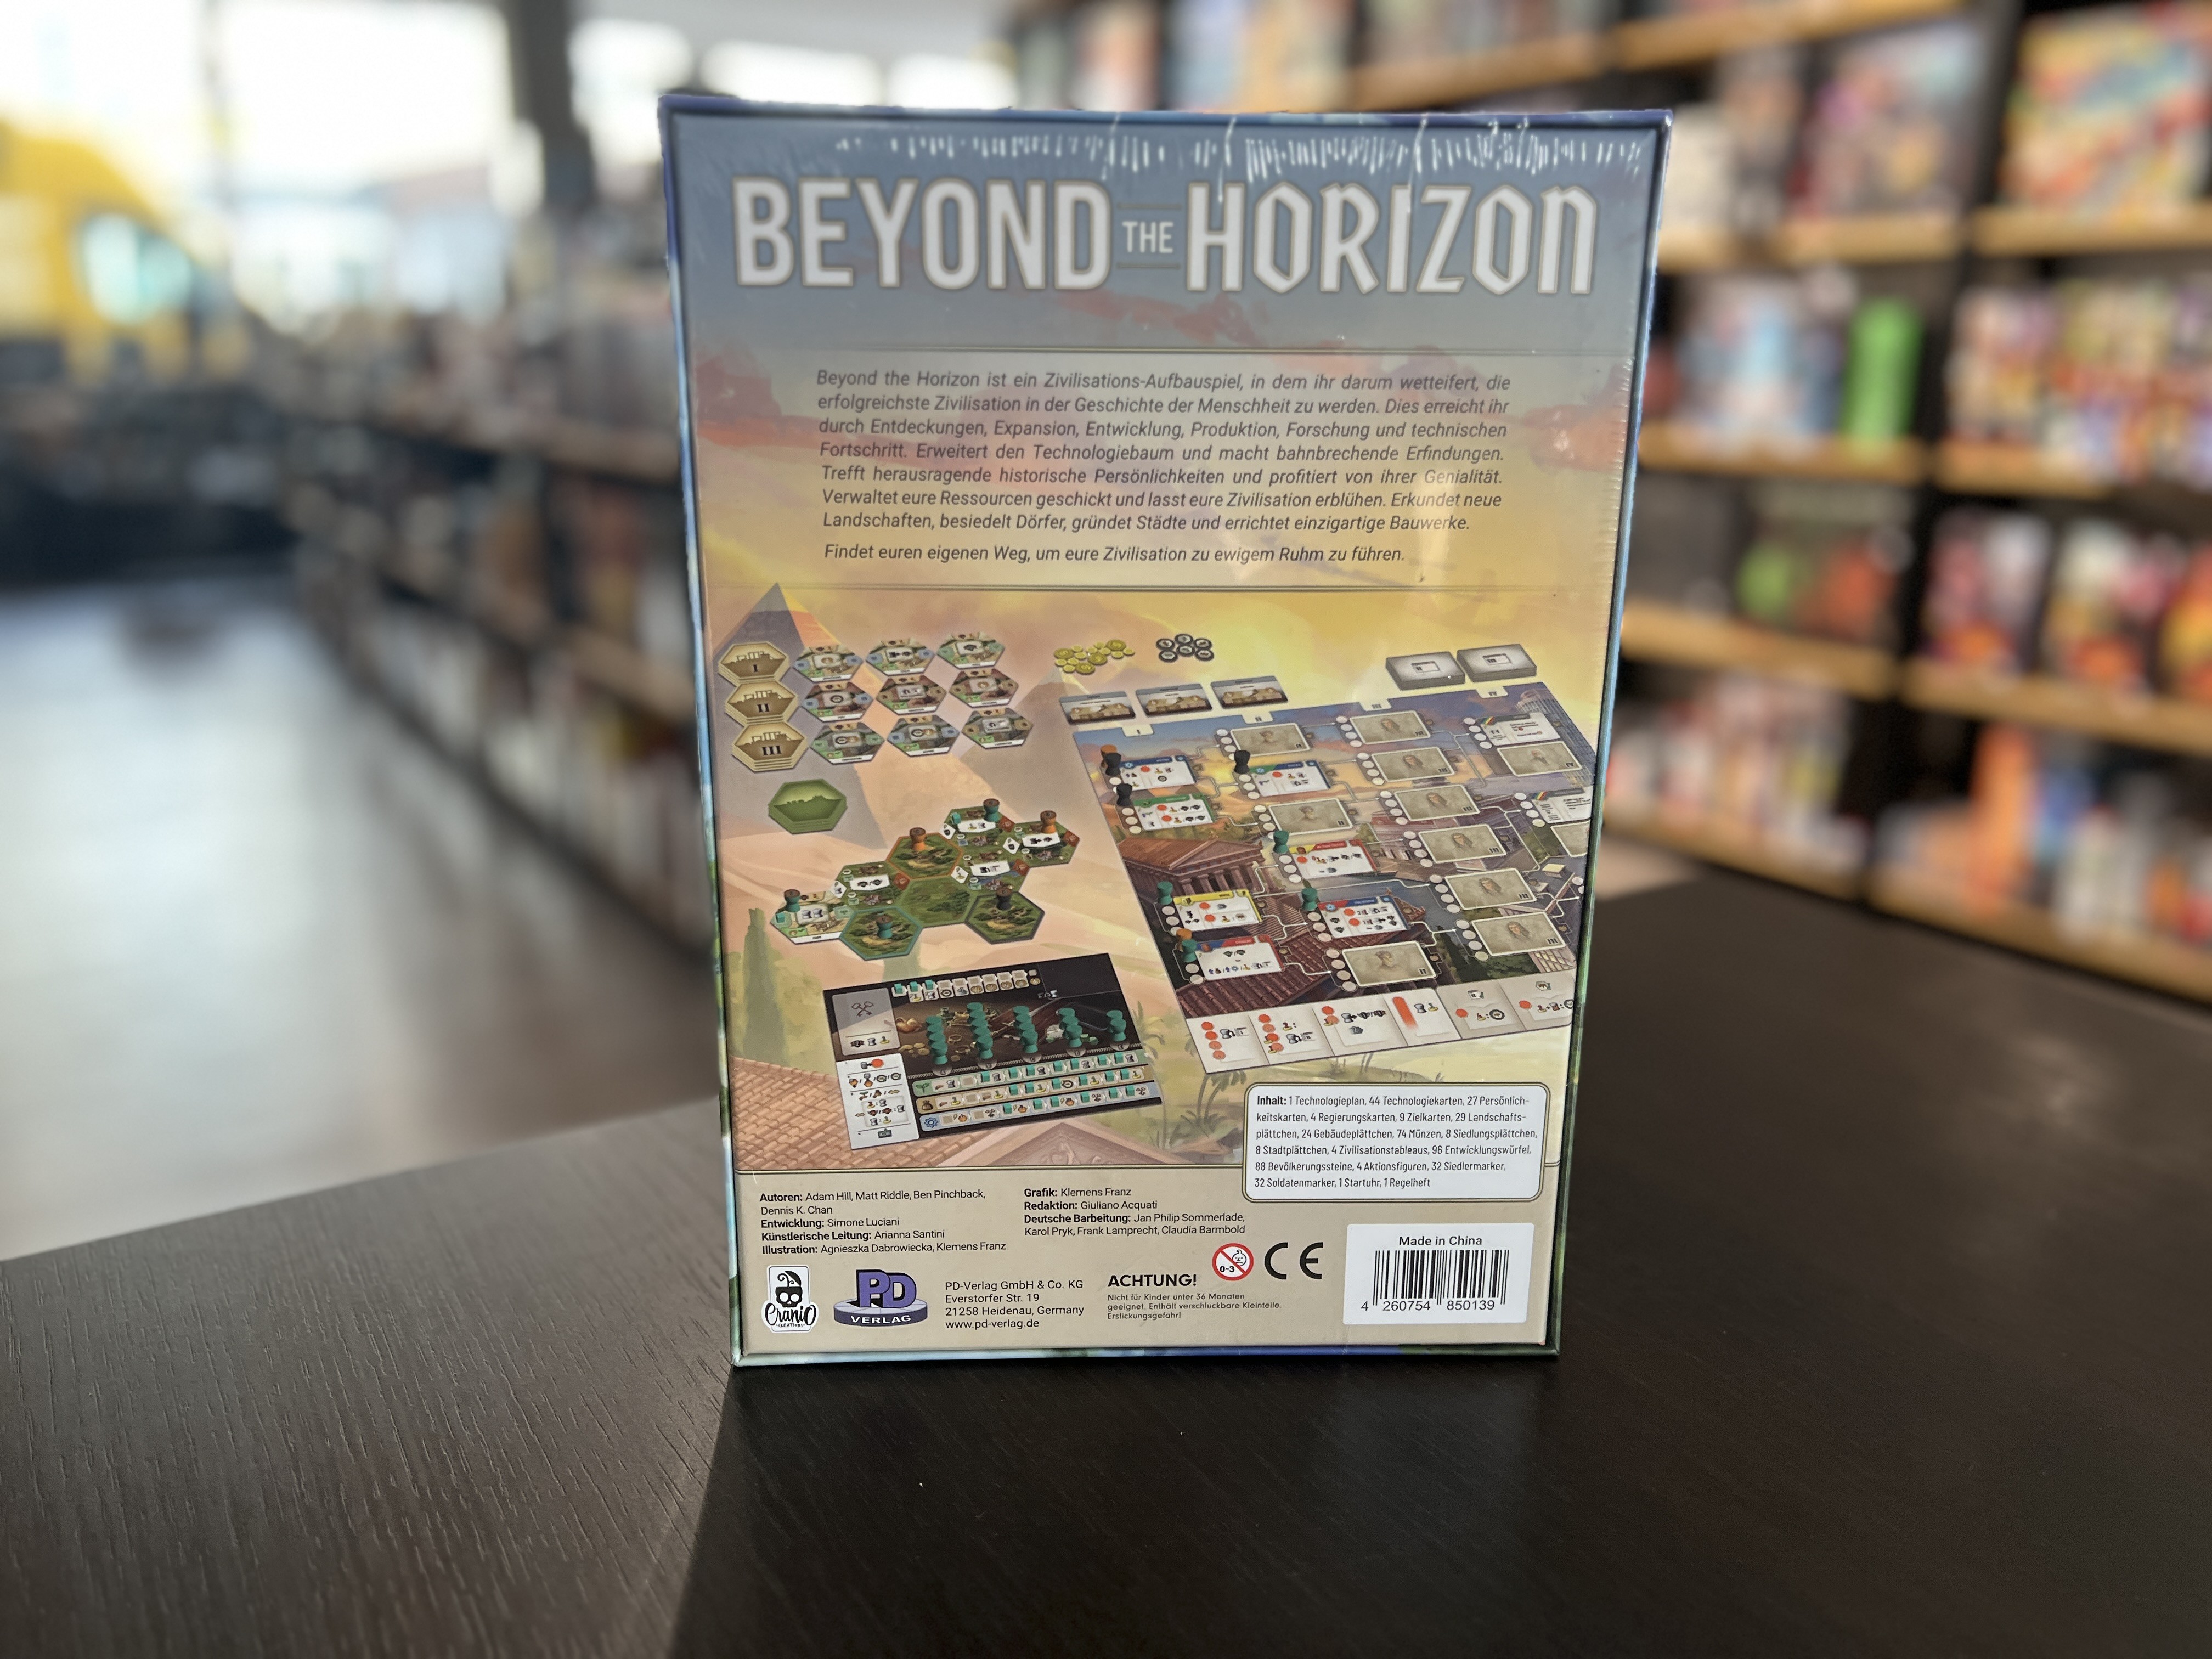 BEYOND THE HORIZON
Beyond the Horizon ist ein Zivilisations-Aufbauspiel, in dem ihr darum wetteifert, die
erfolgreichste Zivilisation in der Geschichte der Menschheit zu werden. Dies erreicht ihr
durch Entdeckungen, Expansion, Entwicklung, Produktion, Forschung und technischen
Fortschritt. Erweitert den Technologiebaum und macht bahnbrechende Erfindungen.
Trefft herausragende historische Persönlichkeiten und profitiert von ihrer Genialität.
Verwaltet eure Ressourcen geschickt und lasst eure Zivilisation erblühen. Erkundet neue
Landschaften, besiedelt Dörfer, gründet Städte und errichtet einzigartige Bauwerke.
Findet euren eigenen Weg, um eure Zivilisation zu ewigem Ruhm zu führen.
I
II
III
Inhalt: 1 Technologieplan, 44 Technologiekarten, 27 Persönlich-
keitskarten, 4 Regierungskarten, 9 Zielkarten, 29 Landschafts-
plättchen, 24 Gebäudeplättchen, 74 Münzen, 8 Siedlungsplättchen,
8 Stadtplättchen, 4 Zivilisationstableaus, 96 Entwicklungswürfel,
88 Bevölkerungssteine, 4 Aktionsfiguren, 32 Siedlermarker,
32 Soldatenmarker, 1 Startuhr, 1 Regelheft
Autoren: Adam Hill, Matt Riddle, Ben Pinchback,
Dennis K. Chan
Entwicklung: Simone Luciani
Künstlerische Leitung: Arianna Santini
Illustration: Agnieszka Dabrowiecka, Klemens Franz
Grafik: Klemens Franz
Redaktion: Giuliano Acquati
Deutsche Barbeitung: Jan Philip Sommerlade,
Karol Pryk, Frank Lamprecht, Claudia Barmbold
Cranio
CREATIONS
PD
VERLAG
PD-Verlag GmbH & Co. KG
Everstorfer Str. 19
21258 Heidenau, Germany
www.pd-verlag.de
0-3
CE
ACHTUNG!
Nicht für Kinder unter 36 Monaten
geeignet. Enthält verschluckbare Kleinteile.
Erstickungsgefahr!
Made in China
4 260754 850139